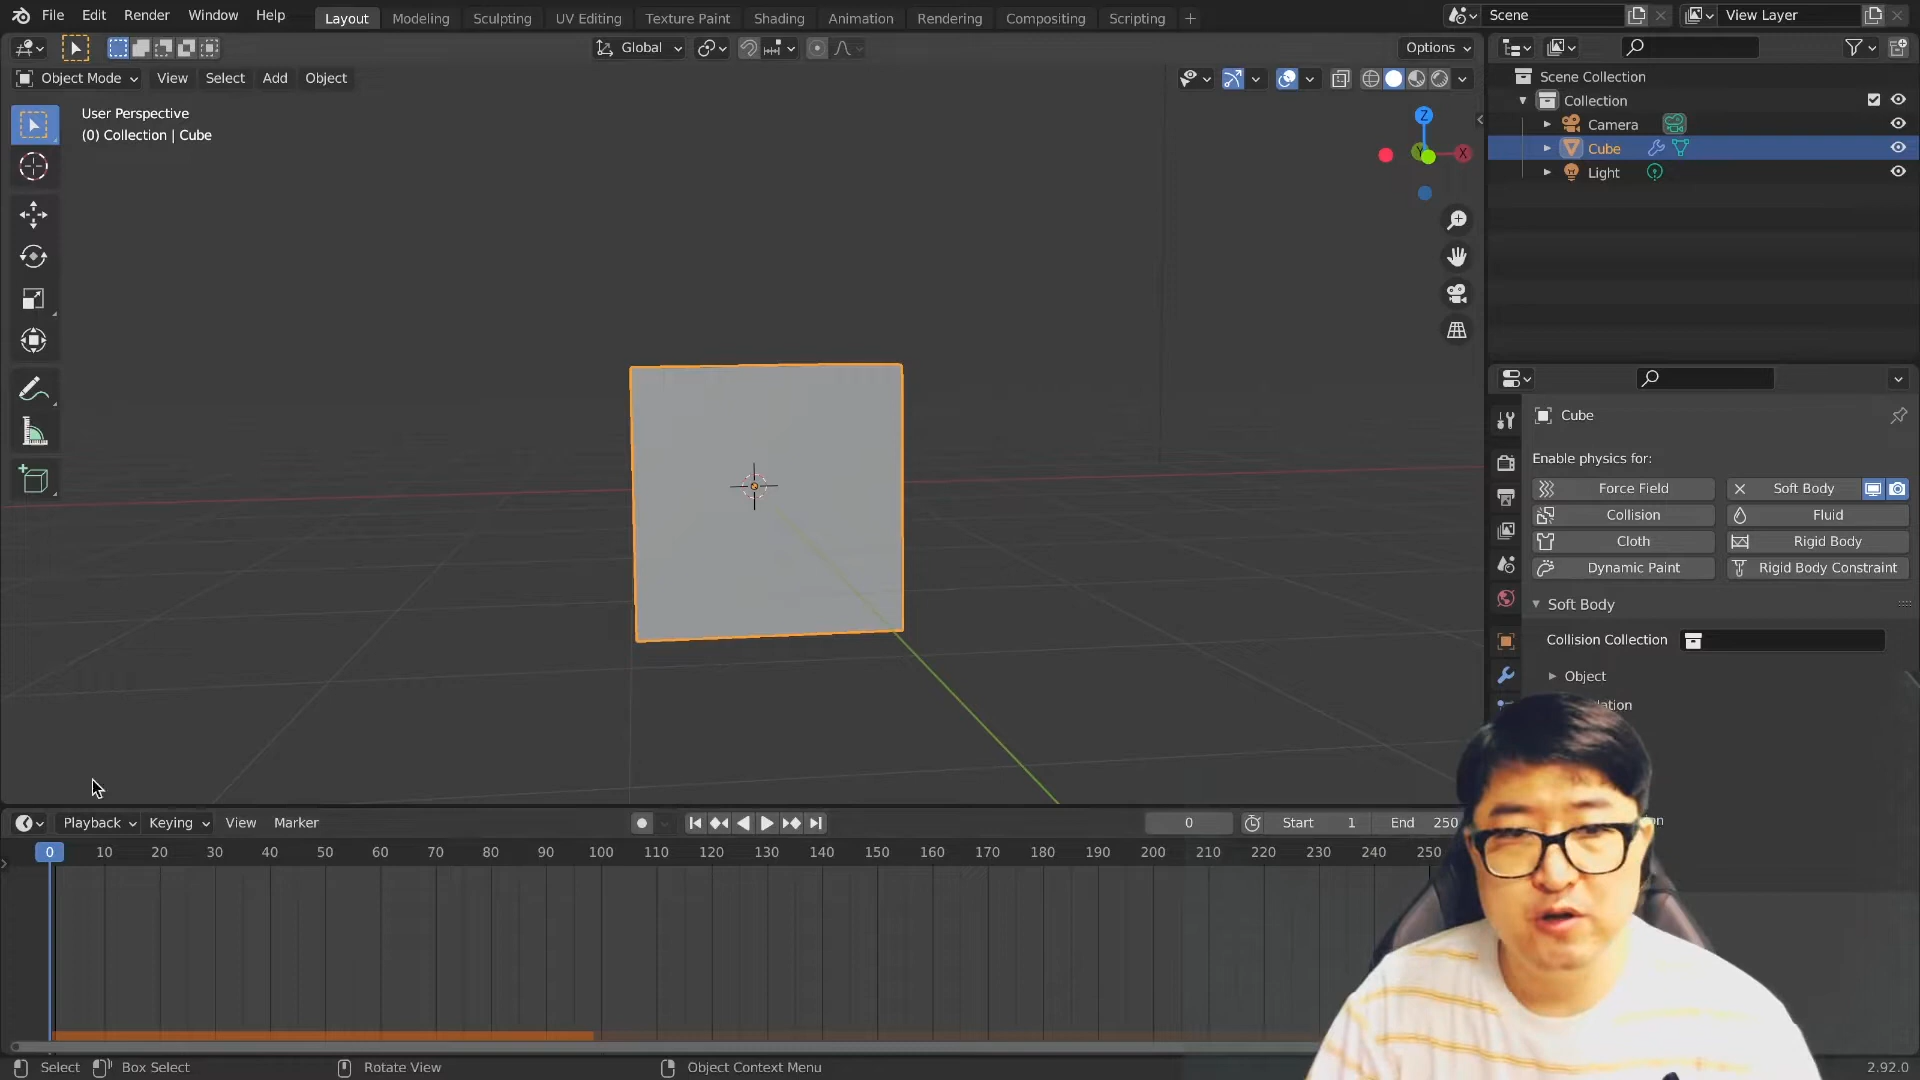 File Edit Render Window Help Layout Modeling Sculpting UV Editing Texture Paint Shading Animation Rendering Compositing Scripting + Scene View Layer
Global Options
Object Mode View Select Add Object
User Perspective
(0) Collection | Cube
Z
Y
X
Scene Collection
Collection
Camera
Cube
Light
Cube
Enable physics for:
Force Field Soft Body
Collision Fluid
Cloth Rigid Body
Dynamic Paint Rigid Body Constraint
Soft Body
Collision Collection
Object
Playback Keying View Marker 0 Start 1 End 250
0 10 20 30 40 50 60 70 80 90 100 110 120 130 140 150 160 170 180 190 200 210 220 230 240 250
Select Box Select Rotate View Object Context Menu 2.92.0